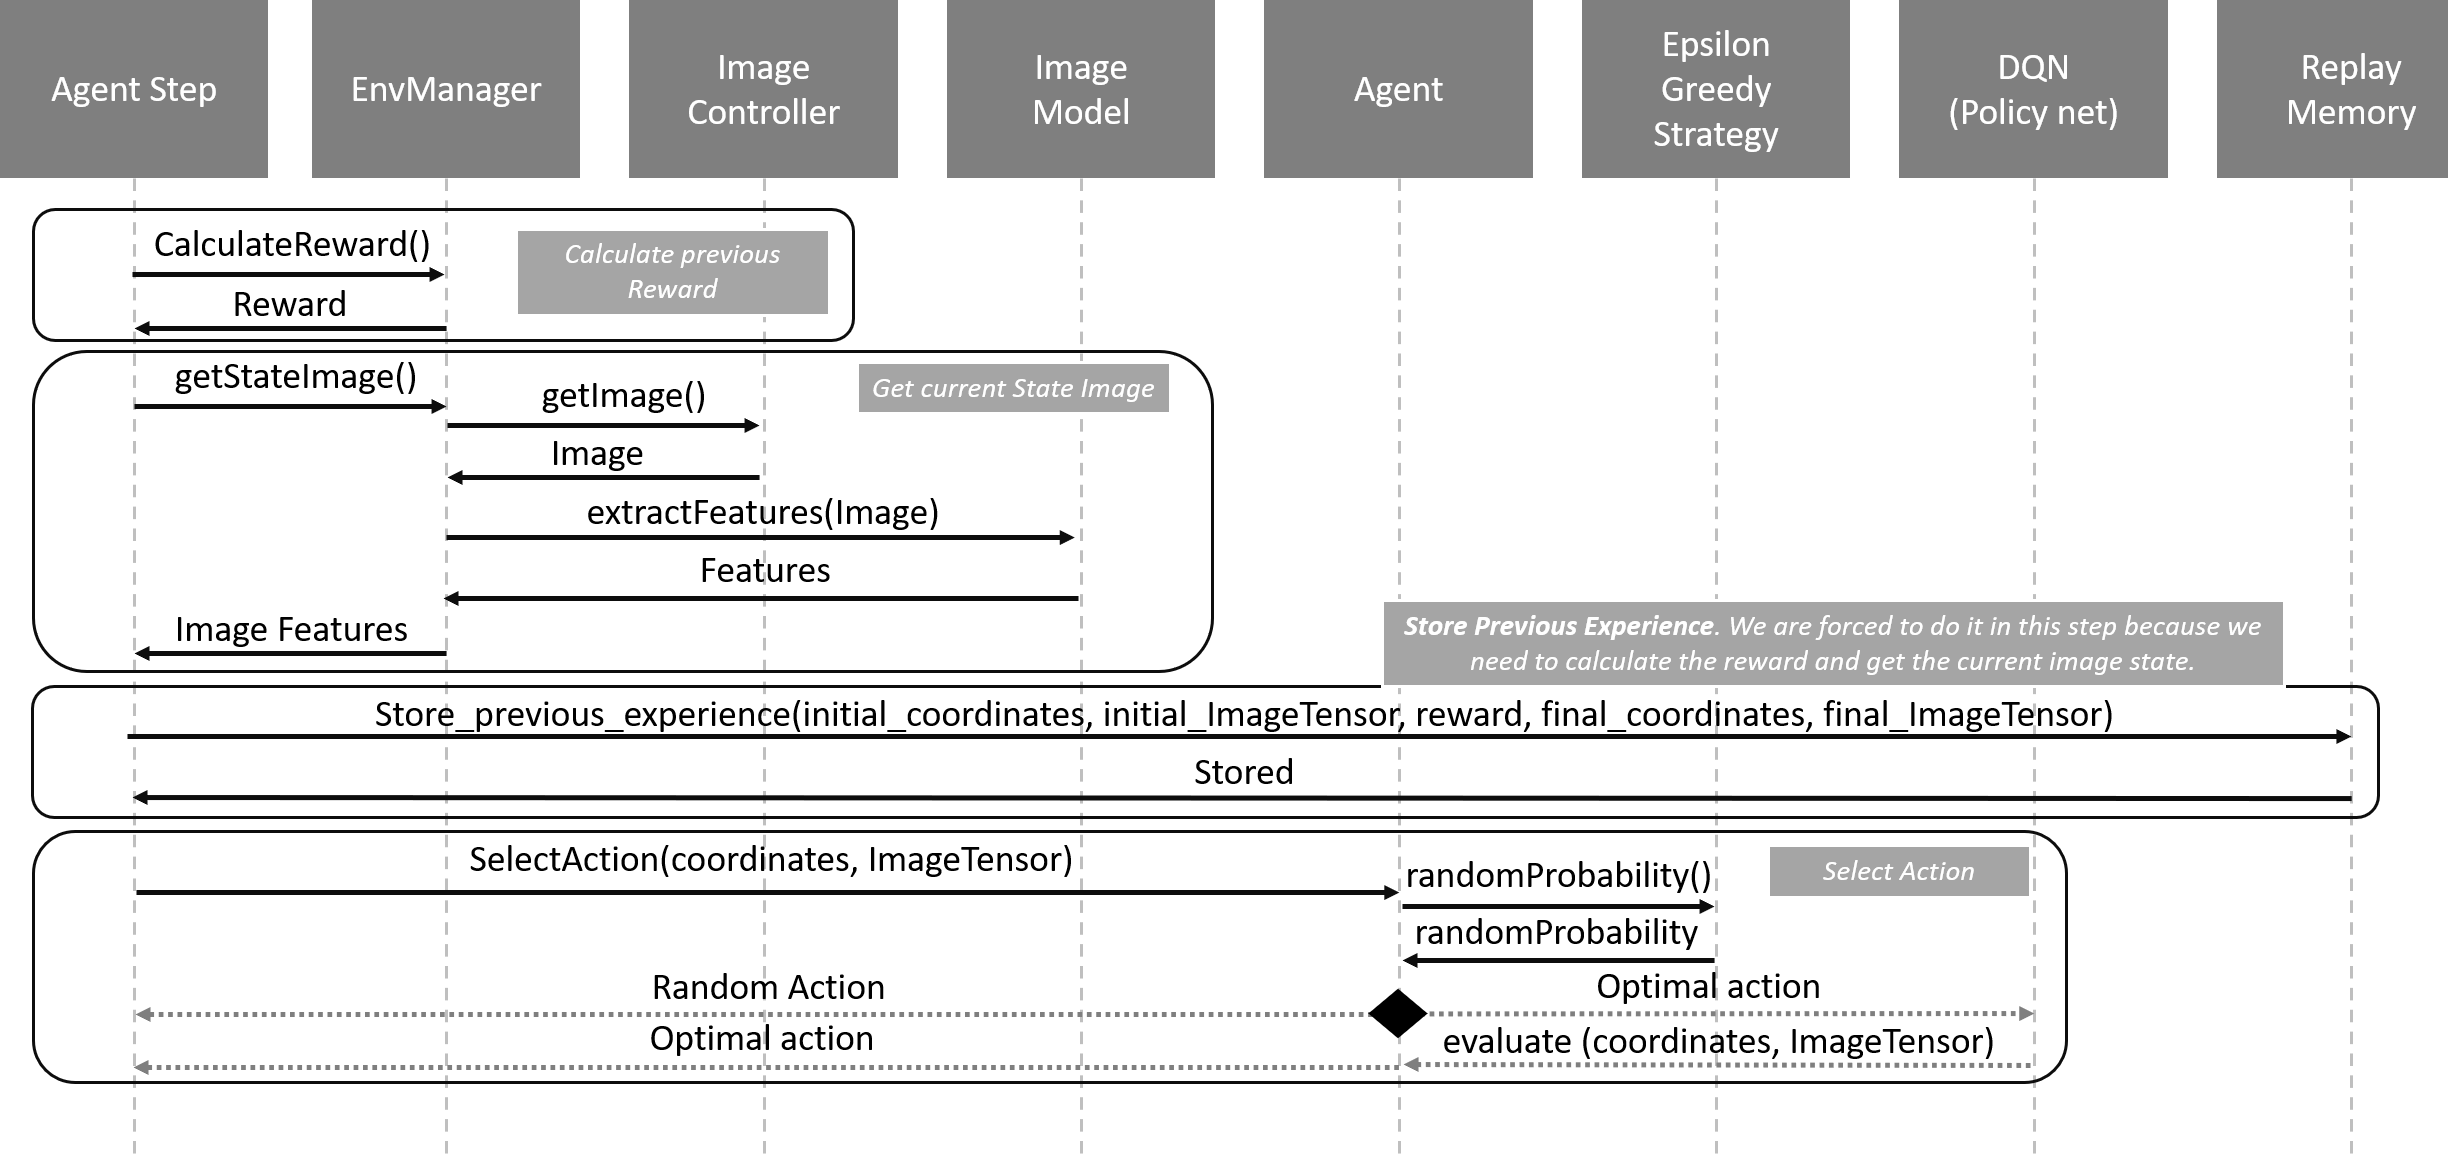 Agent Step
EnvManager
Image
Controller
Image
Model
Agent
Epsilon
Greedy
Strategy
DQN
(Policy net)
Replay
Memory
CalculateReward()
Calculate previous
Reward
Reward
getStateImage()
getImage()
Get current State Image
Image
extractFeatures(Image)
Features
Image Features
Store Previous Experience. We are forced to do it in this step because we
need to calculate the reward and get the current image state.
Store_previous_experience(initial_coordinates, initial_ImageTensor, reward, final_coordinates, final_ImageTensor)
Stored
SelectAction(coordinates, ImageTensor)
randomProbability()
Select Action
randomProbability
Random Action
Optimal action
Optimal action
evaluate (coordinates, ImageTensor)